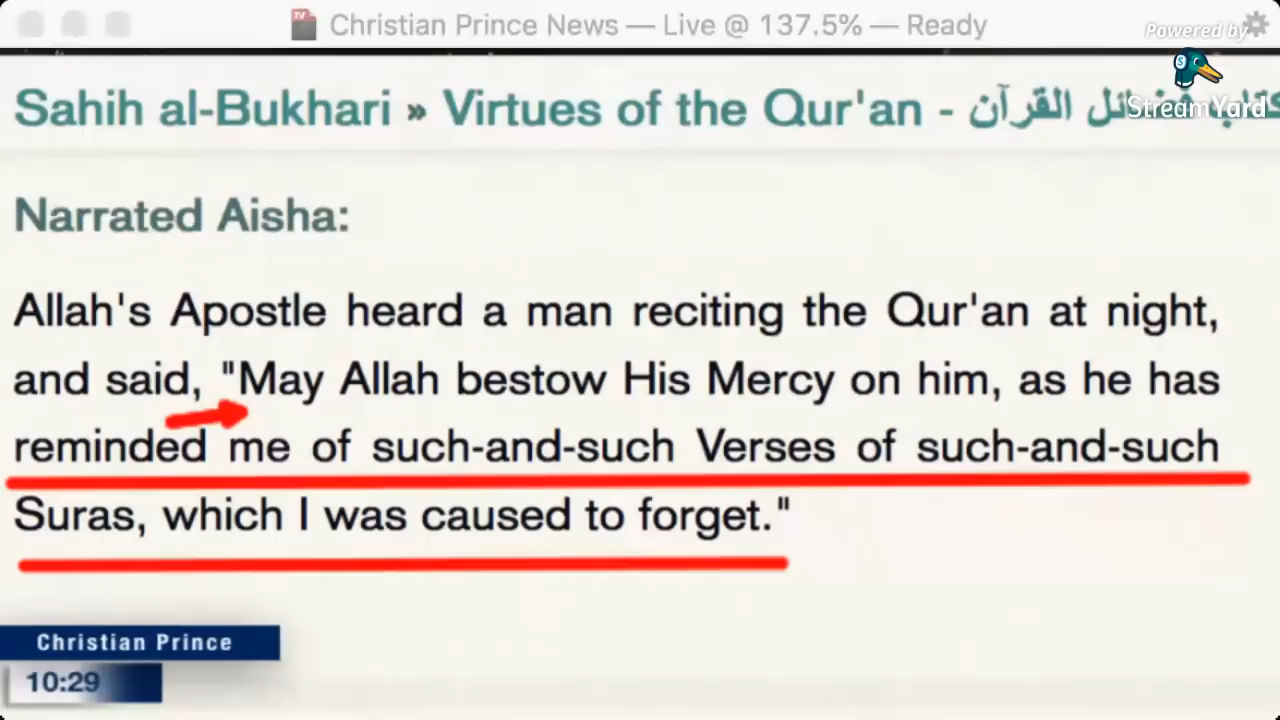 Christian Prince News — Live @ 137.5% — Ready
Powered by
StreamYard
Sahih al-Bukhari » Virtues of the Qur'an - كتاب فضائل القرآن
Narrated Aisha:
Allah's Apostle heard a man reciting the Qur'an at night,
and said, "May Allah bestow His Mercy on him, as he has
reminded me of such-and-such Verses of such-and-such
Suras, which I was caused to forget."
Christian Prince
10:29